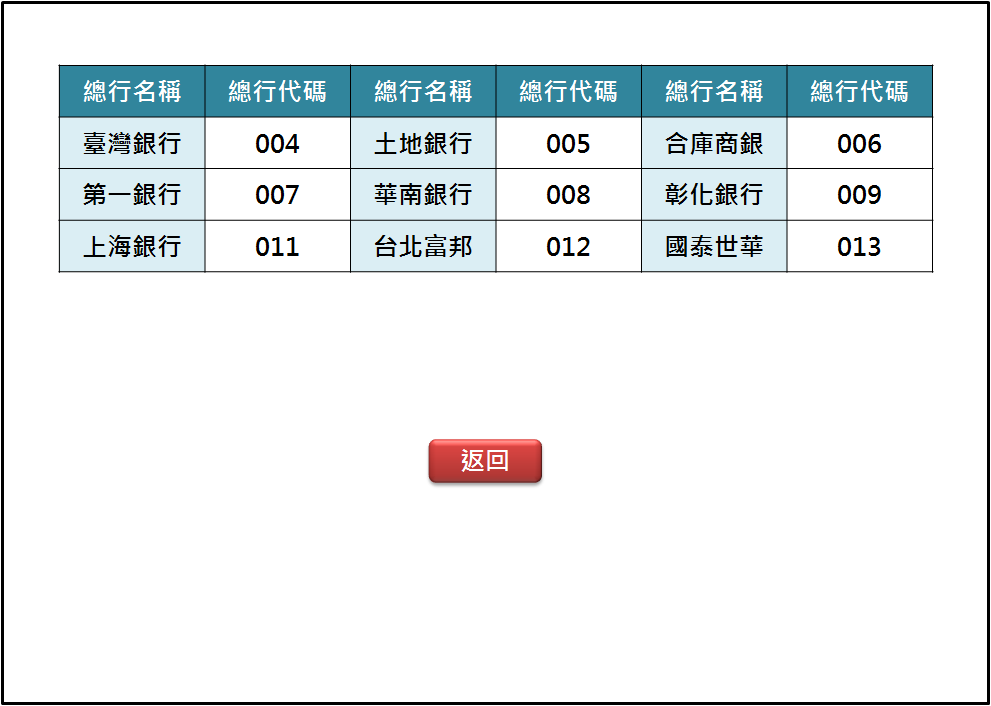 總行名稱 總行代碼 總行名稱 總行代碼 總行名稱 總行代碼
臺灣銀行 004 土地銀行 005 合庫商銀 006
第一銀行 007 華南銀行 008 彰化銀行 009
上海銀行 011 台北富邦 012 國泰世華 013
返回